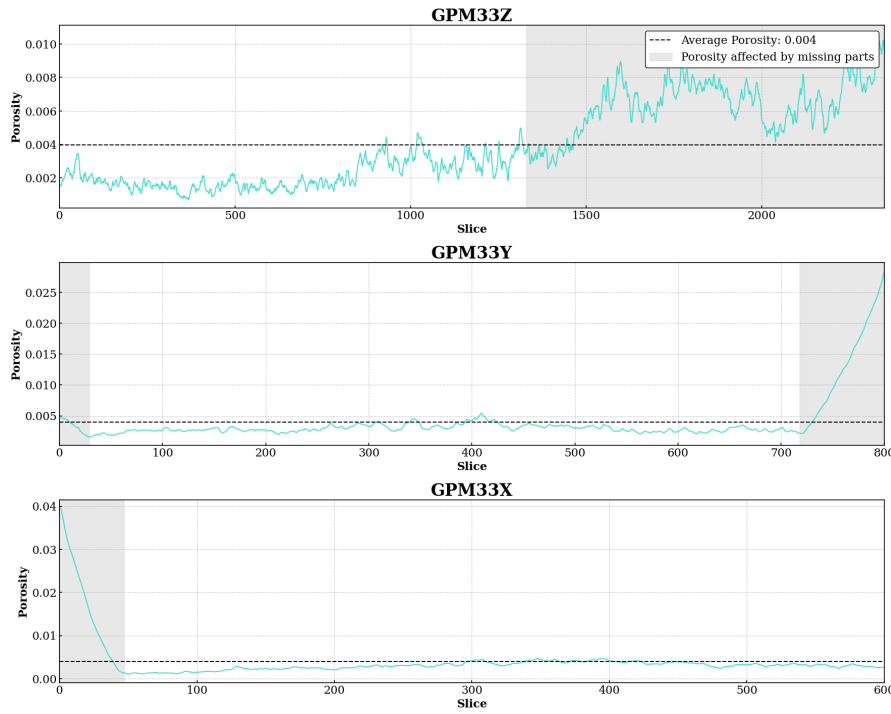 GPM33Z
0.010
0.008
0.006
0.004
0.002
Porosity
Average Porosity: 0.004
Porosity affected by missing parts
0 500 1000 1500 2000
Slice
GPM33Y
0.025
0.020
0.015
0.010
0.005
Porosity
0 100 200 300 400 500 600 700 800
Slice
GPM33X
0.04
0.03
0.02
0.01
0.00
Porosity
0 100 200 300 400 500 600
Slice